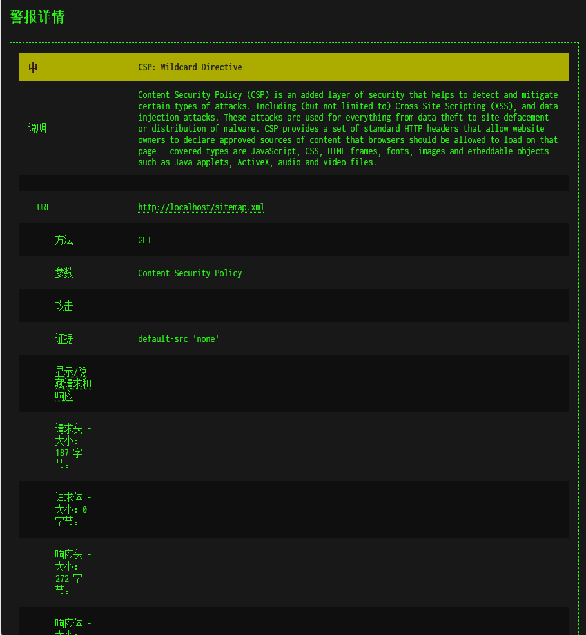 警报详情
中
CSP: Wildcard Directive
说明
Content Security Policy (CSP) is an added layer of security that helps to detect and mitigate
certain types of attacks. Including (but not limited to) Cross Site Scripting (XSS), and data
injection attacks. These attacks are used for everything from data theft to site defacement
or distribution of malware. CSP provides a set of standard HTTP headers that allow website
owners to declare approved sources of content that browsers should be allowed to load on that
page — covered types are JavaScript, CSS, HTML frames, fonts, images and embeddable objects
such as Java applets, ActiveX, audio and video files.
URL
http://localhost/sitemap.xml
方法
GET
参数
Content Security Policy
攻击
证据
default-src 'none'
显示/隐
藏请求和
响应
请求头 -
大小:
187 字
节。
请求体 -
大小: 0
字节。
响应头 -
大小:
272 字
节。
响应体 -
大小: